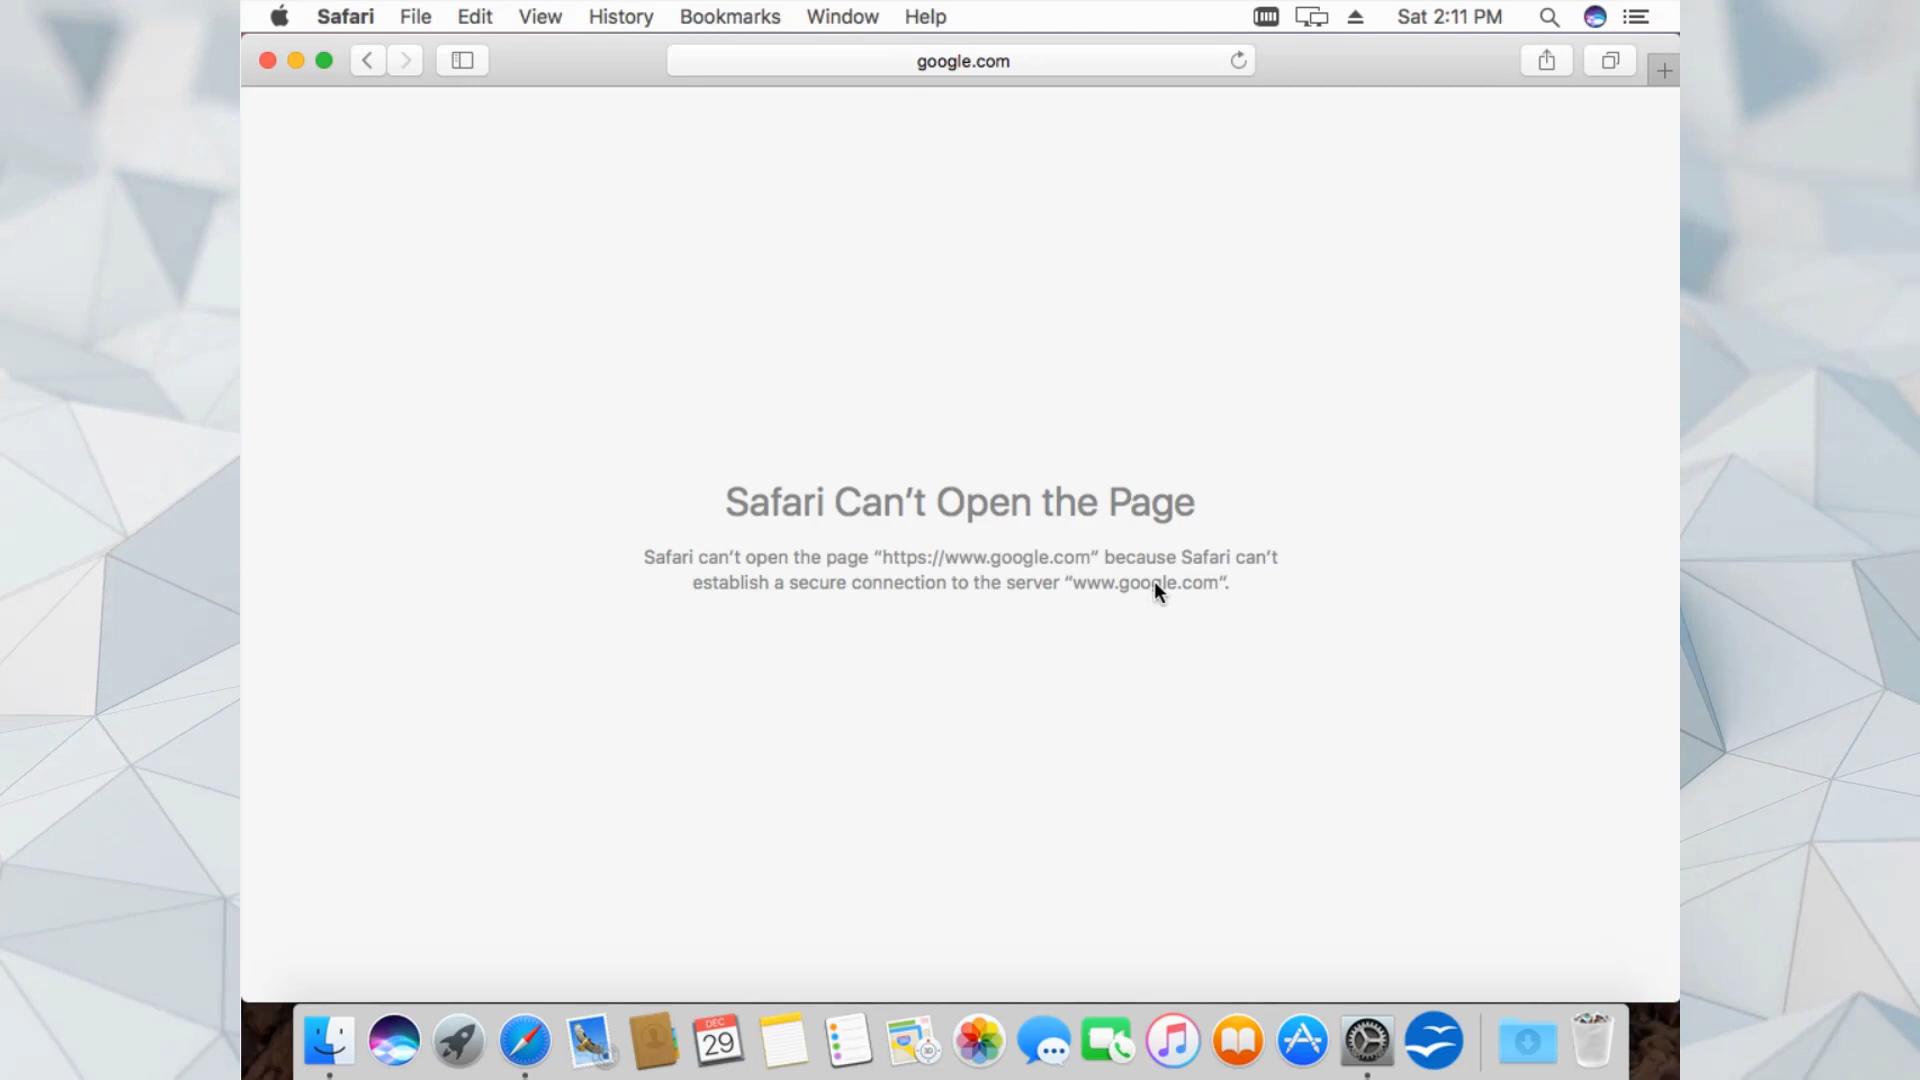 Safari File Edit View History Bookmarks Window Help Sat 2:11 PM
google.com
Safari Can’t Open the Page
Safari can’t open the page “https://www.google.com” because Safari can’t
establish a secure connection to the server “www.google.com”.
DEC
29
3D